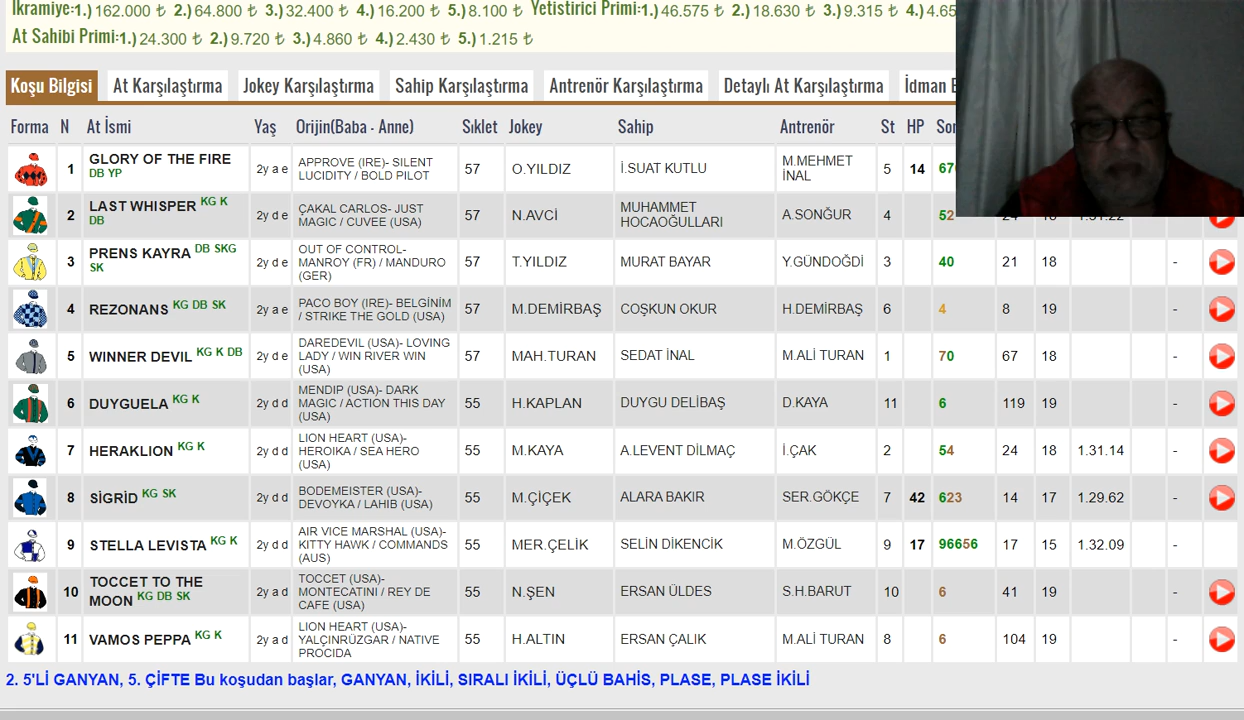 İkramiye:1.) 162.000 ₺ 2.) 64.800 ₺ 3.) 32.400 ₺ 4.) 16.200 ₺ 5.) 8.100 ₺ Yetistirici Primi:1.) 46.575 ₺ 2.) 18.630 ₺ 3.) 9.315 ₺ 4.) 4.65
At Sahibi Primi:1.) 24.300 ₺ 2.) 9.720 ₺ 3.) 4.860 ₺ 4.) 2.430 ₺ 5.) 1.215 ₺
Koşu Bilgisi At Karşılaştırma Jokey Karşılaştırma Sahip Karşılaştırma Antrenör Karşılaştırma Detaylı At Karşılaştırma İdman
Forma N At İsmi Yaş Orijin(Baba - Anne) Sıklet Jokey Sahip Antrenör St HP
1 GLORY OF THE FIRE DB YP 2y a e APPROVE (IRE)- SILENT LUCIDITY / BOLD PILOT 57 O.YILDIZ İ.SUAT KUTLU M.MEHMET İNAL 5 14
2 LAST WHISPER KG K DB 2y d e ÇAKAL CARLOS- JUST MAGIC / CUVEE (USA) 57 N.AVCİ MUHAMMET HOCAOĞULLARI A.SONĞUR 4 52
3 PRENS KAYRA DB SKG SK 2y d e OUT OF CONTROL- MANROY (FR) / MANDURO (GER) 57 T.YILDIZ MURAT BAYAR Y.GÜNDOĞDİ 3 40 21 18 -
4 REZONANS KG DB SK 2y a e PACO BOY (IRE)- BELGİNİM / STRIKE THE GOLD (USA) 57 M.DEMİRBAŞ COŞKUN OKUR H.DEMİRBAŞ 6 4 8 19 -
5 WINNER DEVIL KG K DB 2y d e DAREDEVIL (USA)- LOVING LADY / WIN RIVER WIN (USA) 57 MAH.TURAN SEDAT İNAL M.ALİ TURAN 1 70 67 18 -
6 DUYGUELA KG K 2y d d MENDIP (USA)- DARK MAGIC / ACTION THIS DAY (USA) 55 H.KAPLAN DUYGU DELİBAŞ D.KAYA 11 6 119 19 -
7 HERAKLION KG K 2y d d LION HEART (USA)- HEROIKA / SEA HERO (USA) 55 M.KAYA A.LEVENT DİLMAÇ İ.ÇAK 2 54 24 18 1.31.14 -
8 SİGRİD KG SK 2y d d BODEMEISTER (USA)- DEVOYKA / LAHIB (USA) 55 M.ÇİÇEK ALARA BAKIR SER.GÖKÇE 7 42 623 14 17 1.29.62 -
9 STELLA LEVISTA KG K 2y d d AIR VICE MARSHAL (USA)- KITTY HAWK / COMMANDS (AUS) 55 MER.ÇELİK SELİN DİKENCİK M.ÖZGÜL 9 17 96656 17 15 1.32.09 -
10 TOCCET TO THE MOON KG DB SK 2y a d TOCCET (USA)- MONTECATINI / REY DE CAFE (USA) 55 N.ŞEN ERSAN ÜLDES S.H.BARUT 10 6 41 19 -
11 VAMOS PEPPA KG K 2y a d LION HEART (USA)- YALÇINRÜZGAR / NATIVE PROCIDA 55 H.ALTIN ERSAN ÇALIK M.ALİ TURAN 8 6 104 19 -
2. 5'Lİ GANYAN, 5. ÇİFTE Bu koşudan başlar, GANYAN, İKİLİ, SIRALI İKİLİ, ÜÇLÜ BAHİS, PLASE, PLASE İKİLİ